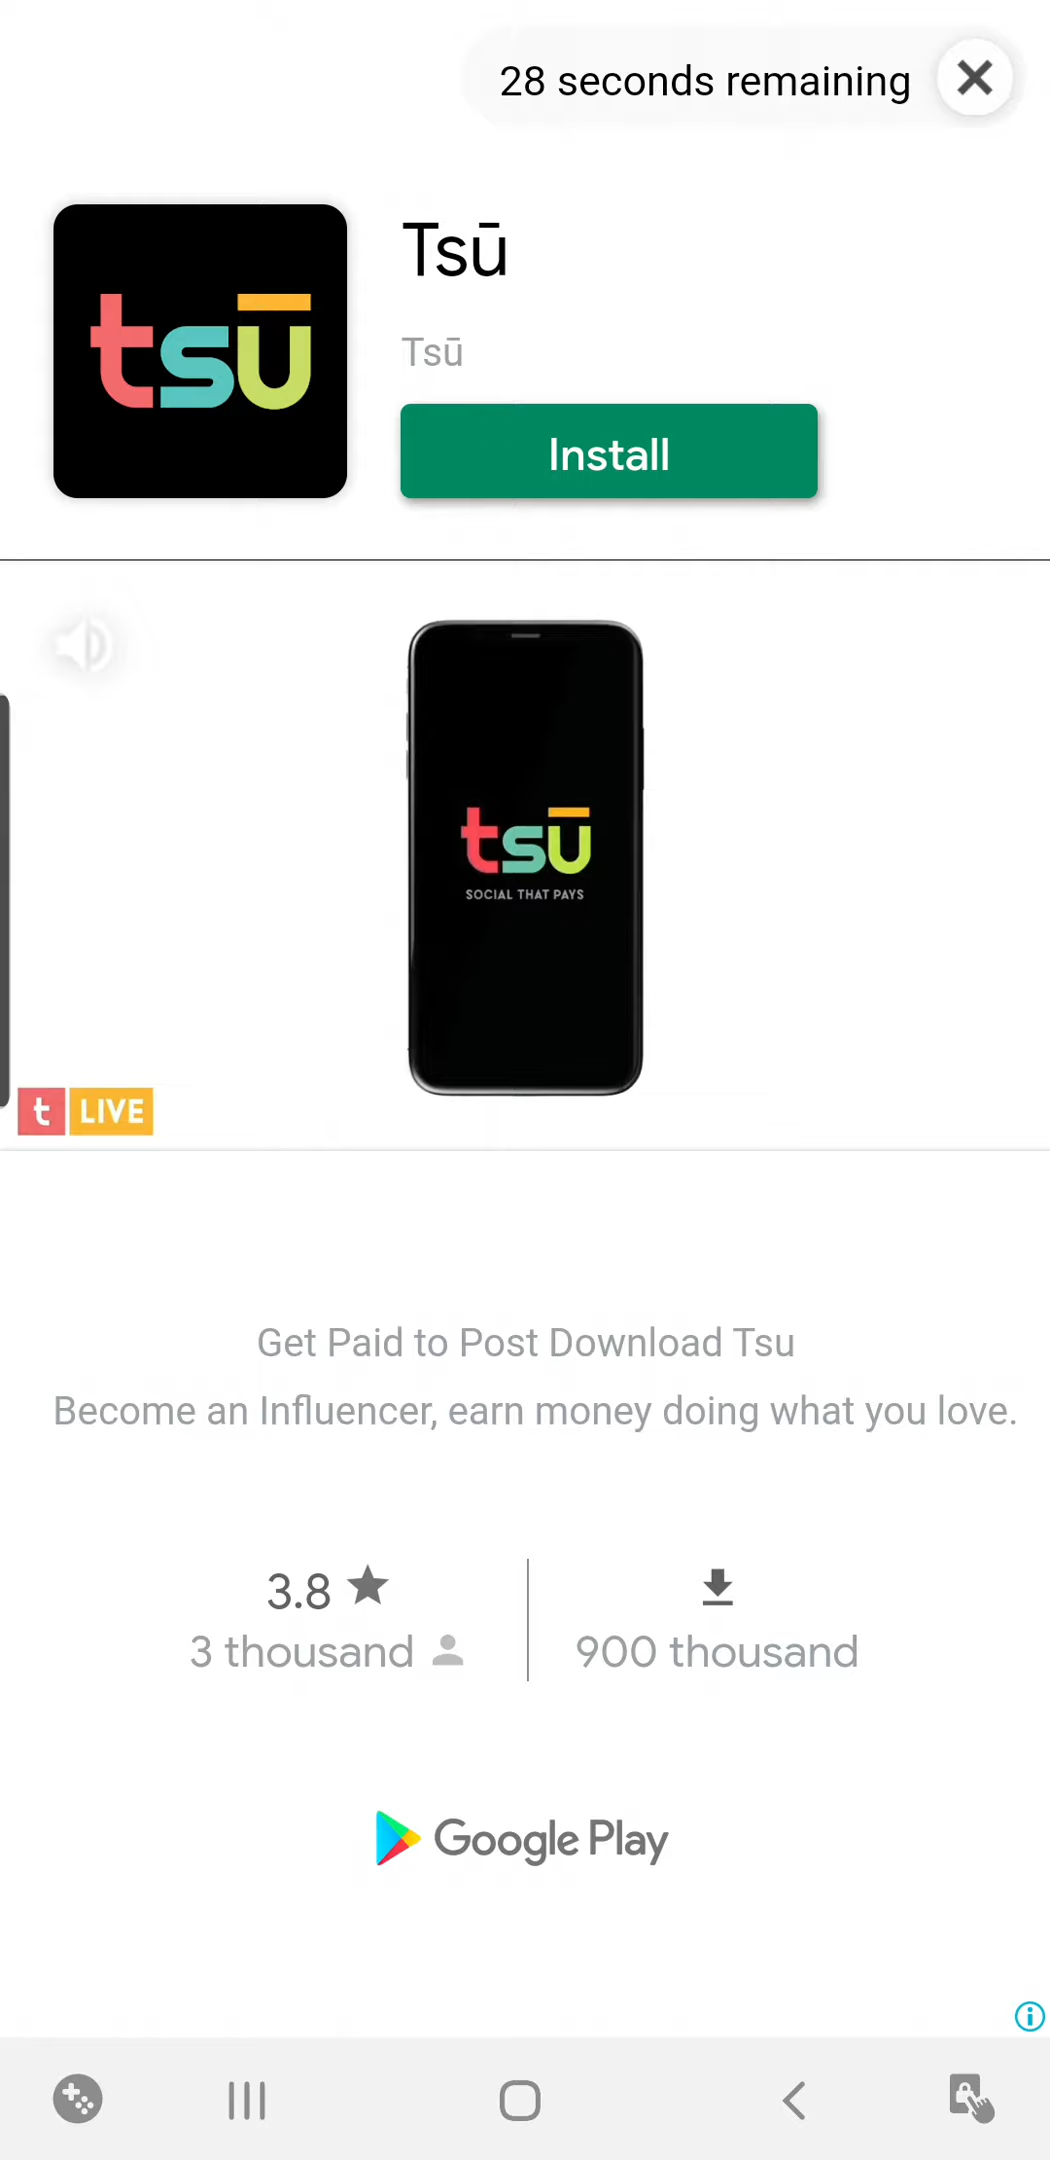 28 seconds remaining
tsū
Tsū
Tsū
Install
tsū
SOCIAL THAT PAYS
t LIVE
Get Paid to Post Download Tsu
Become an Influencer, earn money doing what you love.
3.8
3 thousand
900 thousand
Google Play